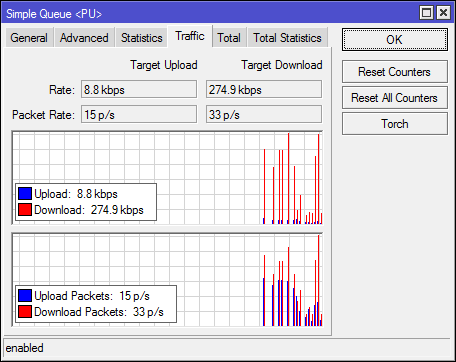 Simple Queue <PU>
General Advanced Statistics Traffic Total Total Statistics
OK
Reset Counters
Reset All Counters
Torch
Target Upload Target Download
Rate: 8.8 kbps 274.9 kbps
Packet Rate: 15 p/s 33 p/s
Upload: 8.8 kbps
Download: 274.9 kbps
Upload Packets: 15 p/s
Download Packets: 33 p/s
enabled